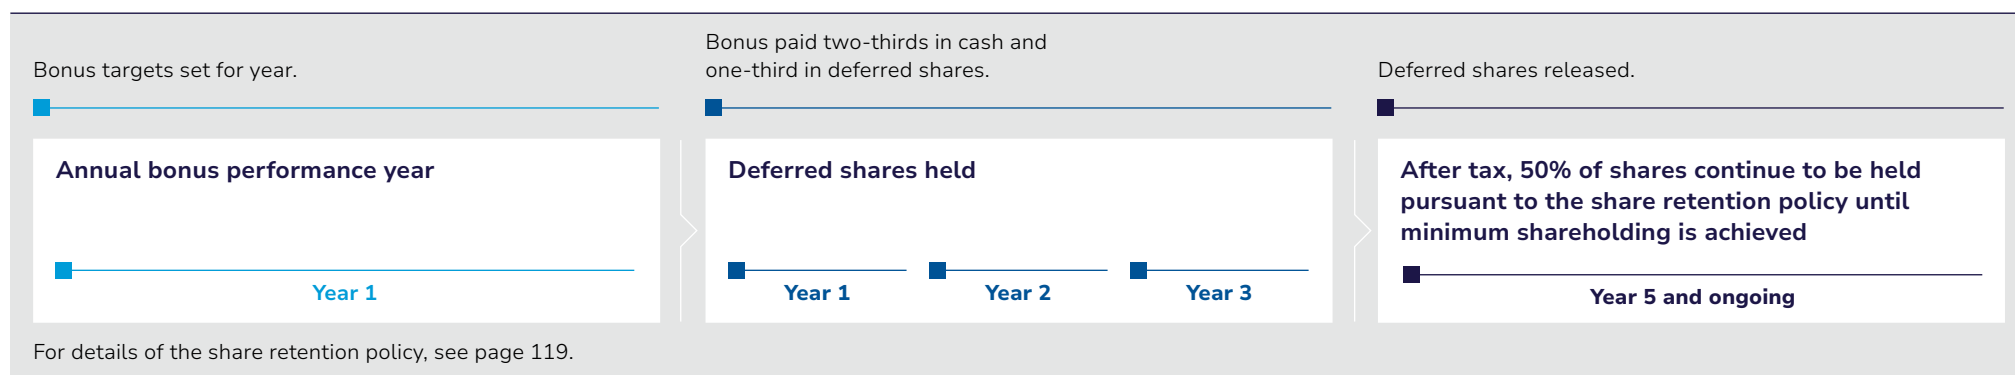 Bonus targets set for year.
Bonus paid two-thirds in cash and
one-third in deferred shares.
Deferred shares released.
Annual bonus performance year
Year 1
Deferred shares held
Year 1
Year 2
Year 3
After tax, 50% of shares continue to be held
pursuant to the share retention policy until
minimum shareholding is achieved
Year 5 and ongoing
For details of the share retention policy, see page 119.